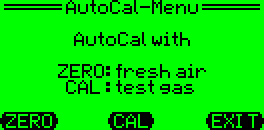 AutoCal-Menu
AutoCal with
ZERO: fresh air
CAL : test gas
ZERO CAL EXIT